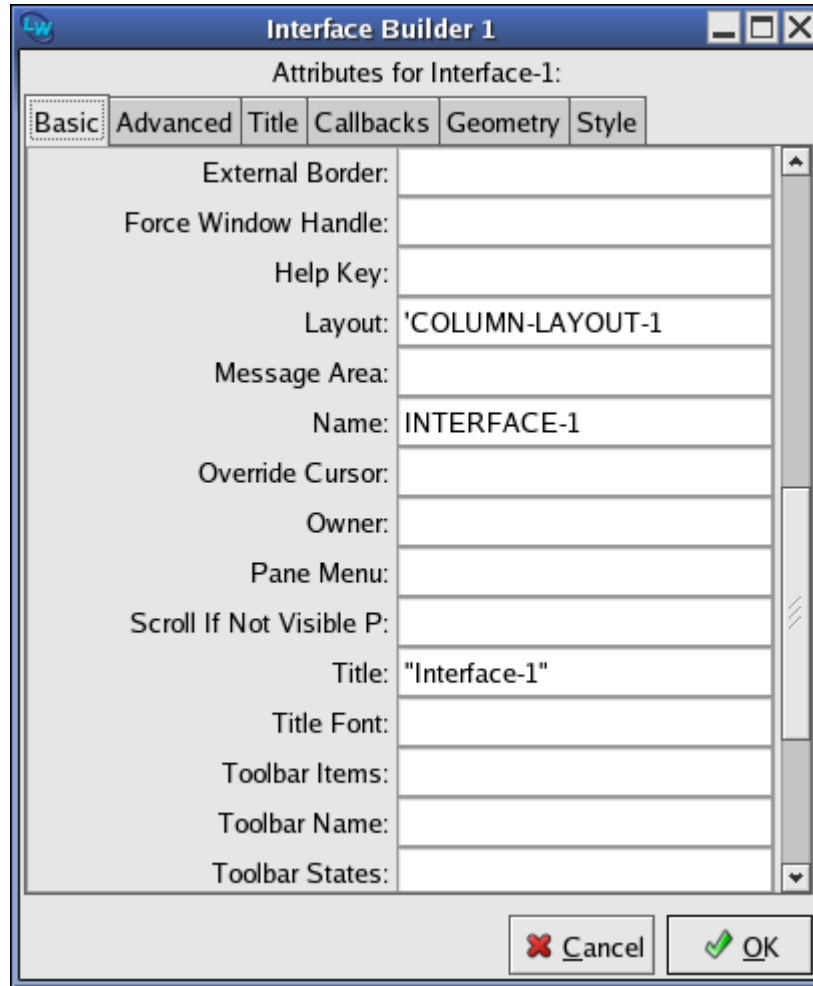 LW Interface Builder 1
Attributes for Interface-1:
Basic Advanced Title Callbacks Geometry Style
External Border:
Force Window Handle:
Help Key:
Layout: 'COLUMN-LAYOUT-1
Message Area:
Name: INTERFACE-1
Override Cursor:
Owner:
Pane Menu:
Scroll If Not Visible P:
Title: "Interface-1"
Title Font:
Toolbar Items:
Toolbar Name:
Toolbar States:
Cancel OK